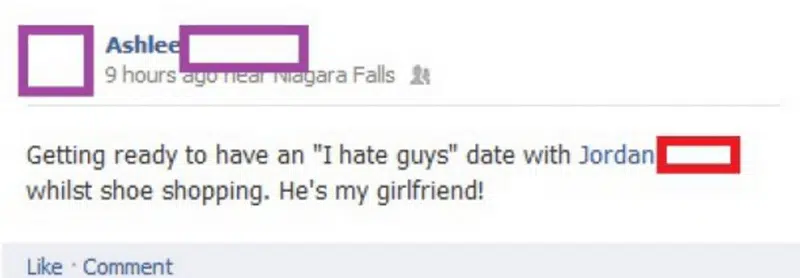 Ashlee
9 hours ago near Niagara Falls
Getting ready to have an "I hate guys" date with Jordan
whilst shoe shopping. He's my girlfriend!
Like · Comment